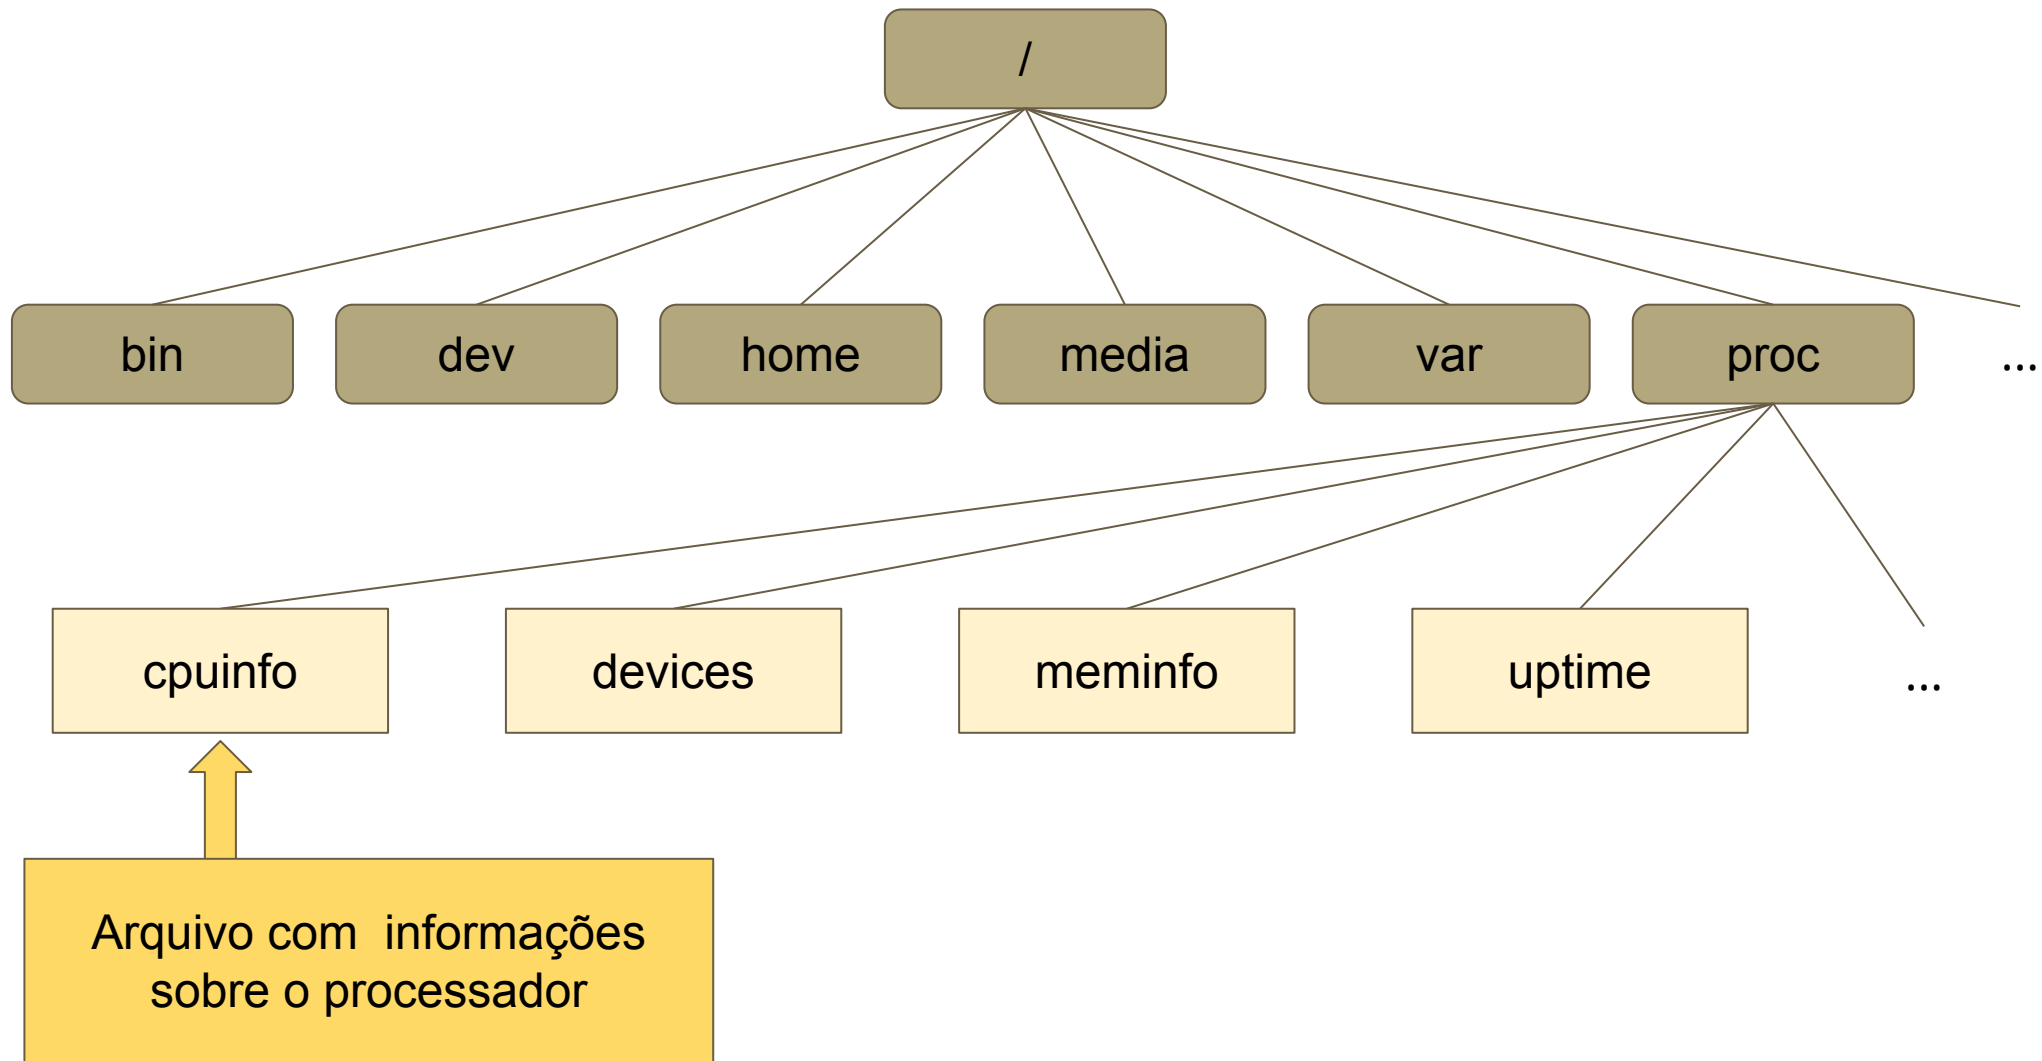 /
bin
dev
home
media
var
proc
...
cpuinfo
devices
meminfo
uptime
...
Arquivo com  informações
sobre o processador